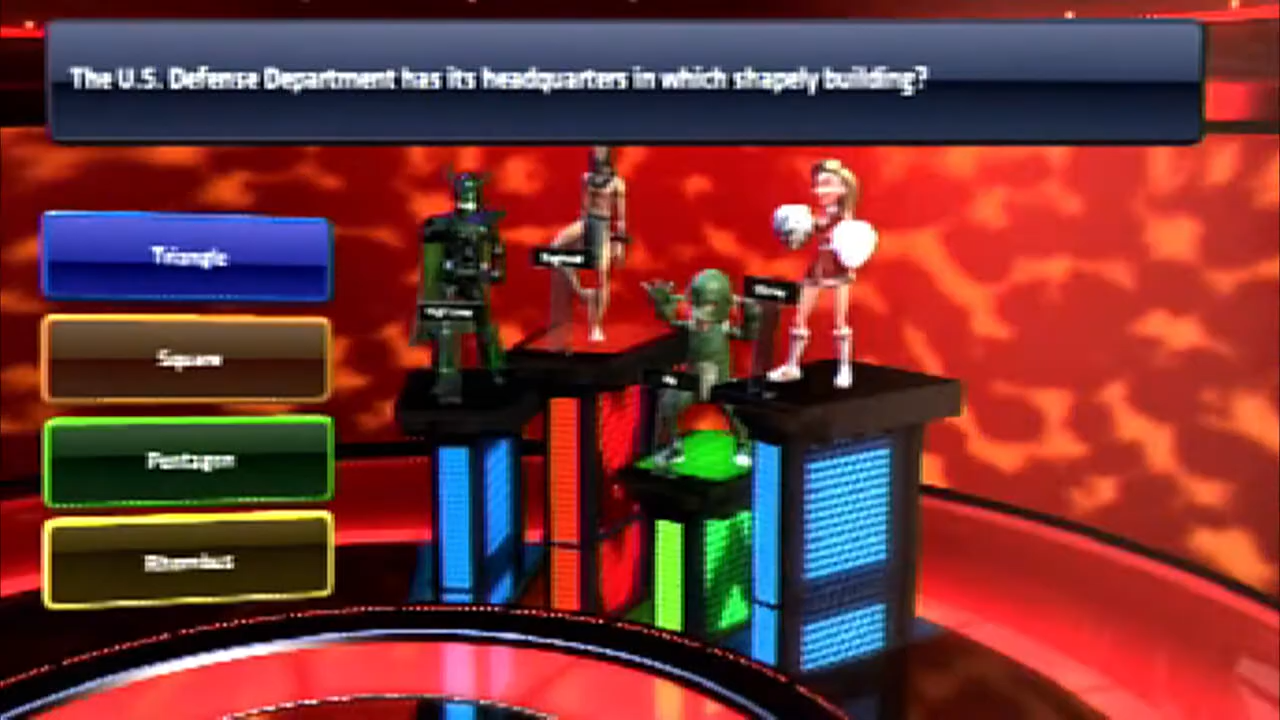 The U.S. Defense Department has its headquarters in which shapely building?
Triangle
Square
Pentagon
Rhombus